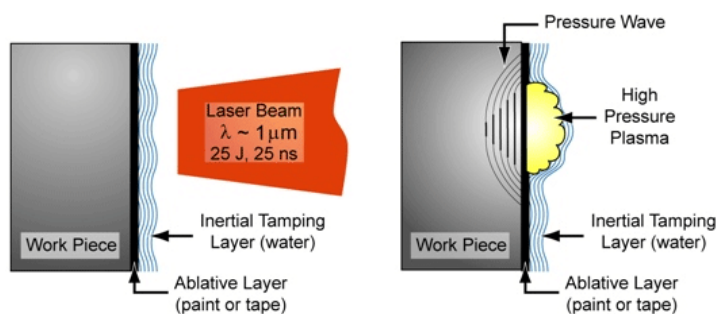 Laser Beam
λ ~ 1μm
25 J, 25 ns
Inertial Tamping
Layer (water)
Work Piece
Ablative Layer
(paint or tape)
Pressure Wave
High
Pressure
Plasma
Inertial Tamping
Layer (water)
Work Piece
Ablative Layer
(paint or tape)